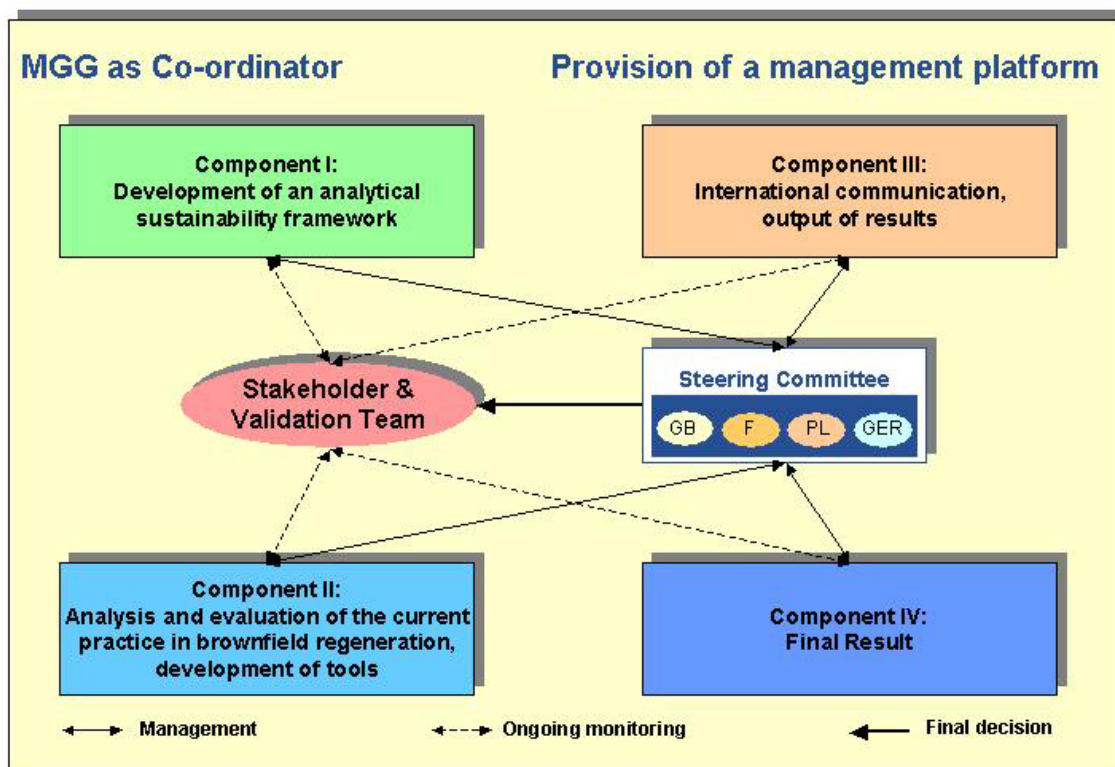 MGG as Co-ordinator
Provision of a management platform
Component I:
Development of an analytical
sustainability framework
Component III:
International communication,
output of results
Stakeholder &
Validation Team
Steering Committee
GB
F
PL
GER
Component II:
Analysis and evaluation of the current
practice in brownfield regeneration,
development of tools
Component IV:
Final Result
Management
Ongoing monitoring
Final decision